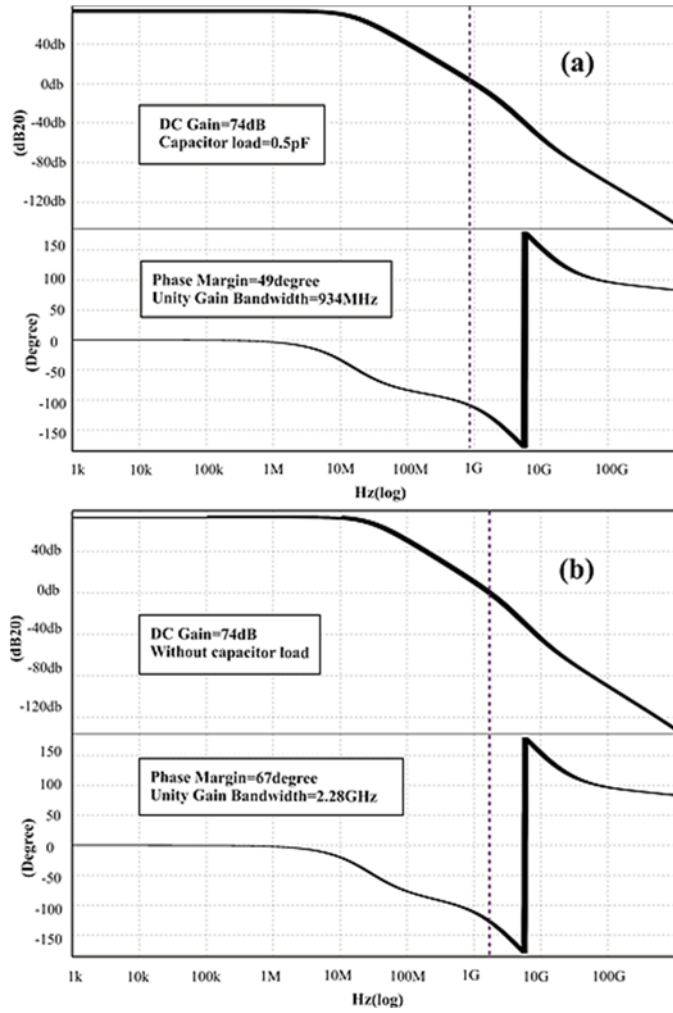 (a)
40db
0db
-40db
-80db
-120db
(dB20)
DC Gain=74dB
Capacitor load=0.5pF
150
100
50
0
-50
-100
-150
(Degree)
Phase Margin=49degree
Unity Gain Bandwidth=934MHz
1k 10k 100k 1M 10M 100M 1G 10G 100G
Hz(log)
(b)
40db
0db
-40db
-80db
-120db
(dB20)
DC Gain=74dB
Without capacitor load
150
100
50
0
-50
-100
-150
(Degree)
Phase Margin=67degree
Unity Gain Bandwidth=2.28GHz
1k 10k 100k 1M 10M 100M 1G 10G 100G
Hz(log)